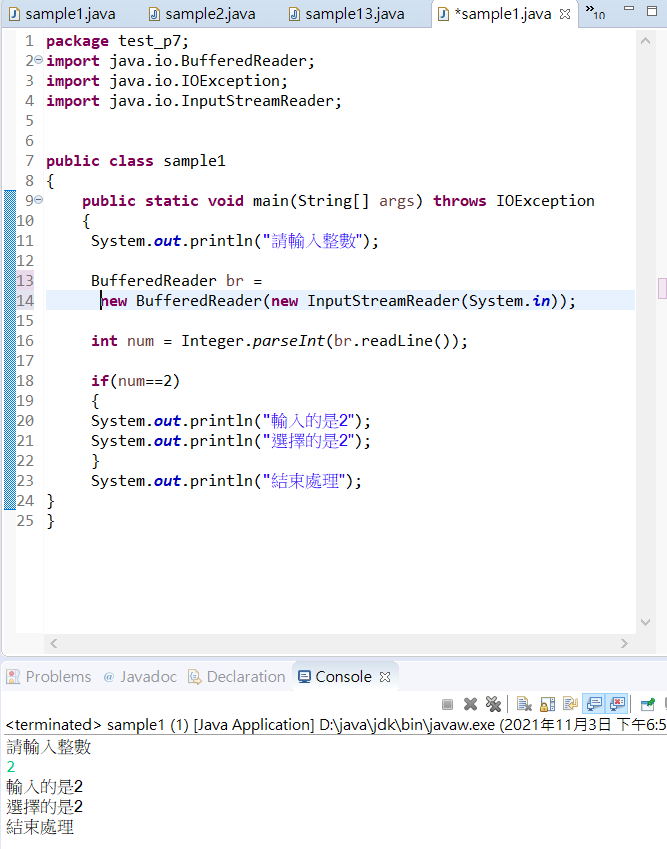 sample1.java sample2.java sample13.java *sample1.java »10
1 package test_p7;
2 import java.io.BufferedReader;
3 import java.io.IOException;
4 import java.io.InputStreamReader;
5
6
7 public class sample1
8 {
9 public static void main(String[] args) throws IOException
10 {
11 System.out.println("請輸入整數");
12
13 BufferedReader br =
14 new BufferedReader(new InputStreamReader(System.in));
15
16 int num = Integer.parseInt(br.readLine());
17
18 if(num==2)
19 {
20 System.out.println("輸入的是2");
21 System.out.println("選擇的是2");
22 }
23 System.out.println("結束處理");
24 }
25 }
Problems @ Javadoc Declaration Console
<terminated> sample1 (1) [Java Application] D:\java\jdk\bin\javaw.exe (2021年11月3日 下午6:5
請輸入整數
2
輸入的是2
選擇的是2
結束處理